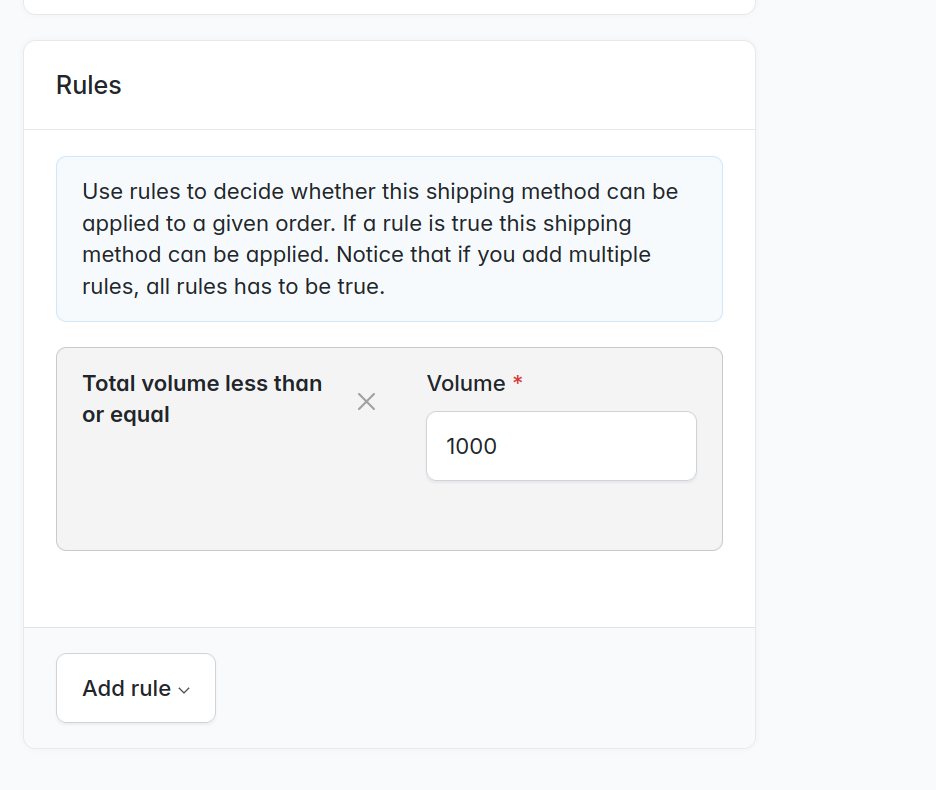 Rules
Use rules to decide whether this shipping method can be
applied to a given order. If a rule is true this shipping
method can be applied. Notice that if you add multiple
rules, all rules has to be true.
Total volume less than
or equal
Volume *
1000
Add rule